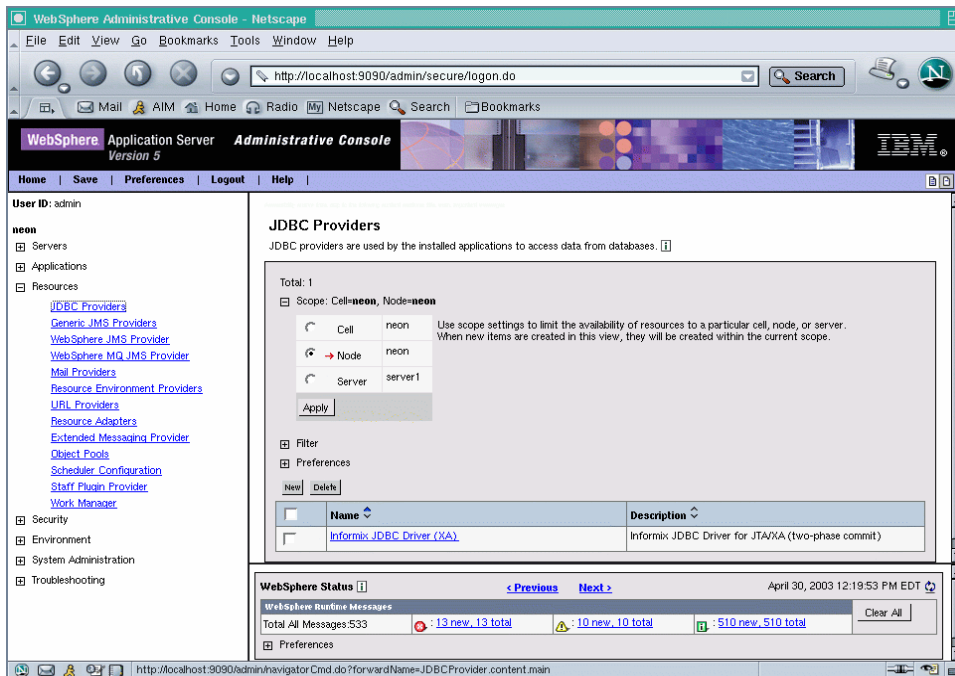 WebSphere Administrative Console - Netscape
File Edit View Go Bookmarks Tools Window Help
http://localhost:9090/admin/secure/logon.do
Search
N
Mail AIM Home Radio My Netscape Search Bookmarks
WebSphere Application Server Administrative Console
Version 5
IBM
Home | Save | Preferences | Logout | Help |
User ID: admin
neon
Servers
Applications
Resources
JDBC Providers
Generic JMS Providers
WebSphere JMS Provider
WebSphere MQ JMS Provider
Mail Providers
Resource Environment Providers
URL Providers
Resource Adapters
Extended Messaging Provider
Object Pools
Scheduler Configuration
Staff Plugin Provider
Work Manager
Security
Environment
System Administration
Troubleshooting
JDBC Providers
JDBC providers are used by the installed applications to access data from databases. i
Total: 1
Scope: Cell=neon, Node=neon
Cell neon
Node neon
Server server1
Use scope settings to limit the availability of resources to a particular cell, node, or server.
When new items are created in this view, they will be created within the current scope.
Apply
Filter
Preferences
New Delete
Name Description
Informix JDBC Driver (XA) Informix JDBC Driver for JTA/XA (two-phase commit)
WebSphere Status i < Previous Next > April 30, 2003 12:19:53 PM EDT
WebSphere Runtime Messages
Clear All
Total All Messages:533 : 13 new, 13 total : 10 new, 10 total : 510 new, 510 total
Preferences
http://localhost:9090/admin/navigatorCmd.do?forwardName=JDBCProvider.content.main